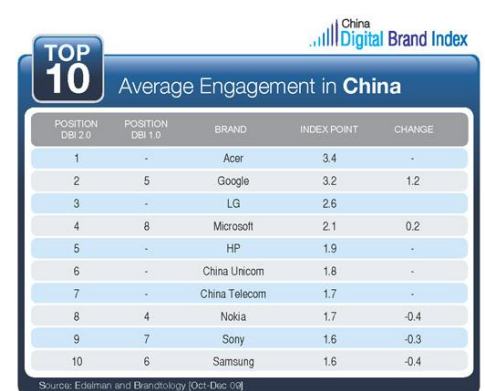 China
Digital Brand Index
TOP
10
Average Engagement in China
POSITION DBI 2.0 POSITION DBI 1.0 BRAND INDEX POINT CHANGE
1 - Acer 3.4 -
2 5 Google 3.2 1.2
3 - LG 2.6
4 8 Microsoft 2.1 0.2
5 - HP 1.9 -
6 - China Unicom 1.8 -
7 - China Telecom 1.7 -
8 4 Nokia 1.7 -0.4
9 7 Sony 1.6 -0.3
10 6 Samsung 1.6 -0.4
Source: Edelman and Brandtology [Oct-Dec 09]